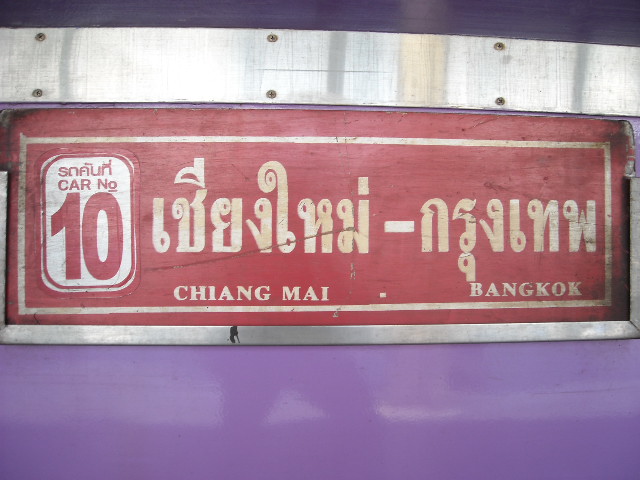 รถคันที่
CAR No
10
เชียงใหม่ - กรุงเทพ
CHIANG MAI - BANGKOK